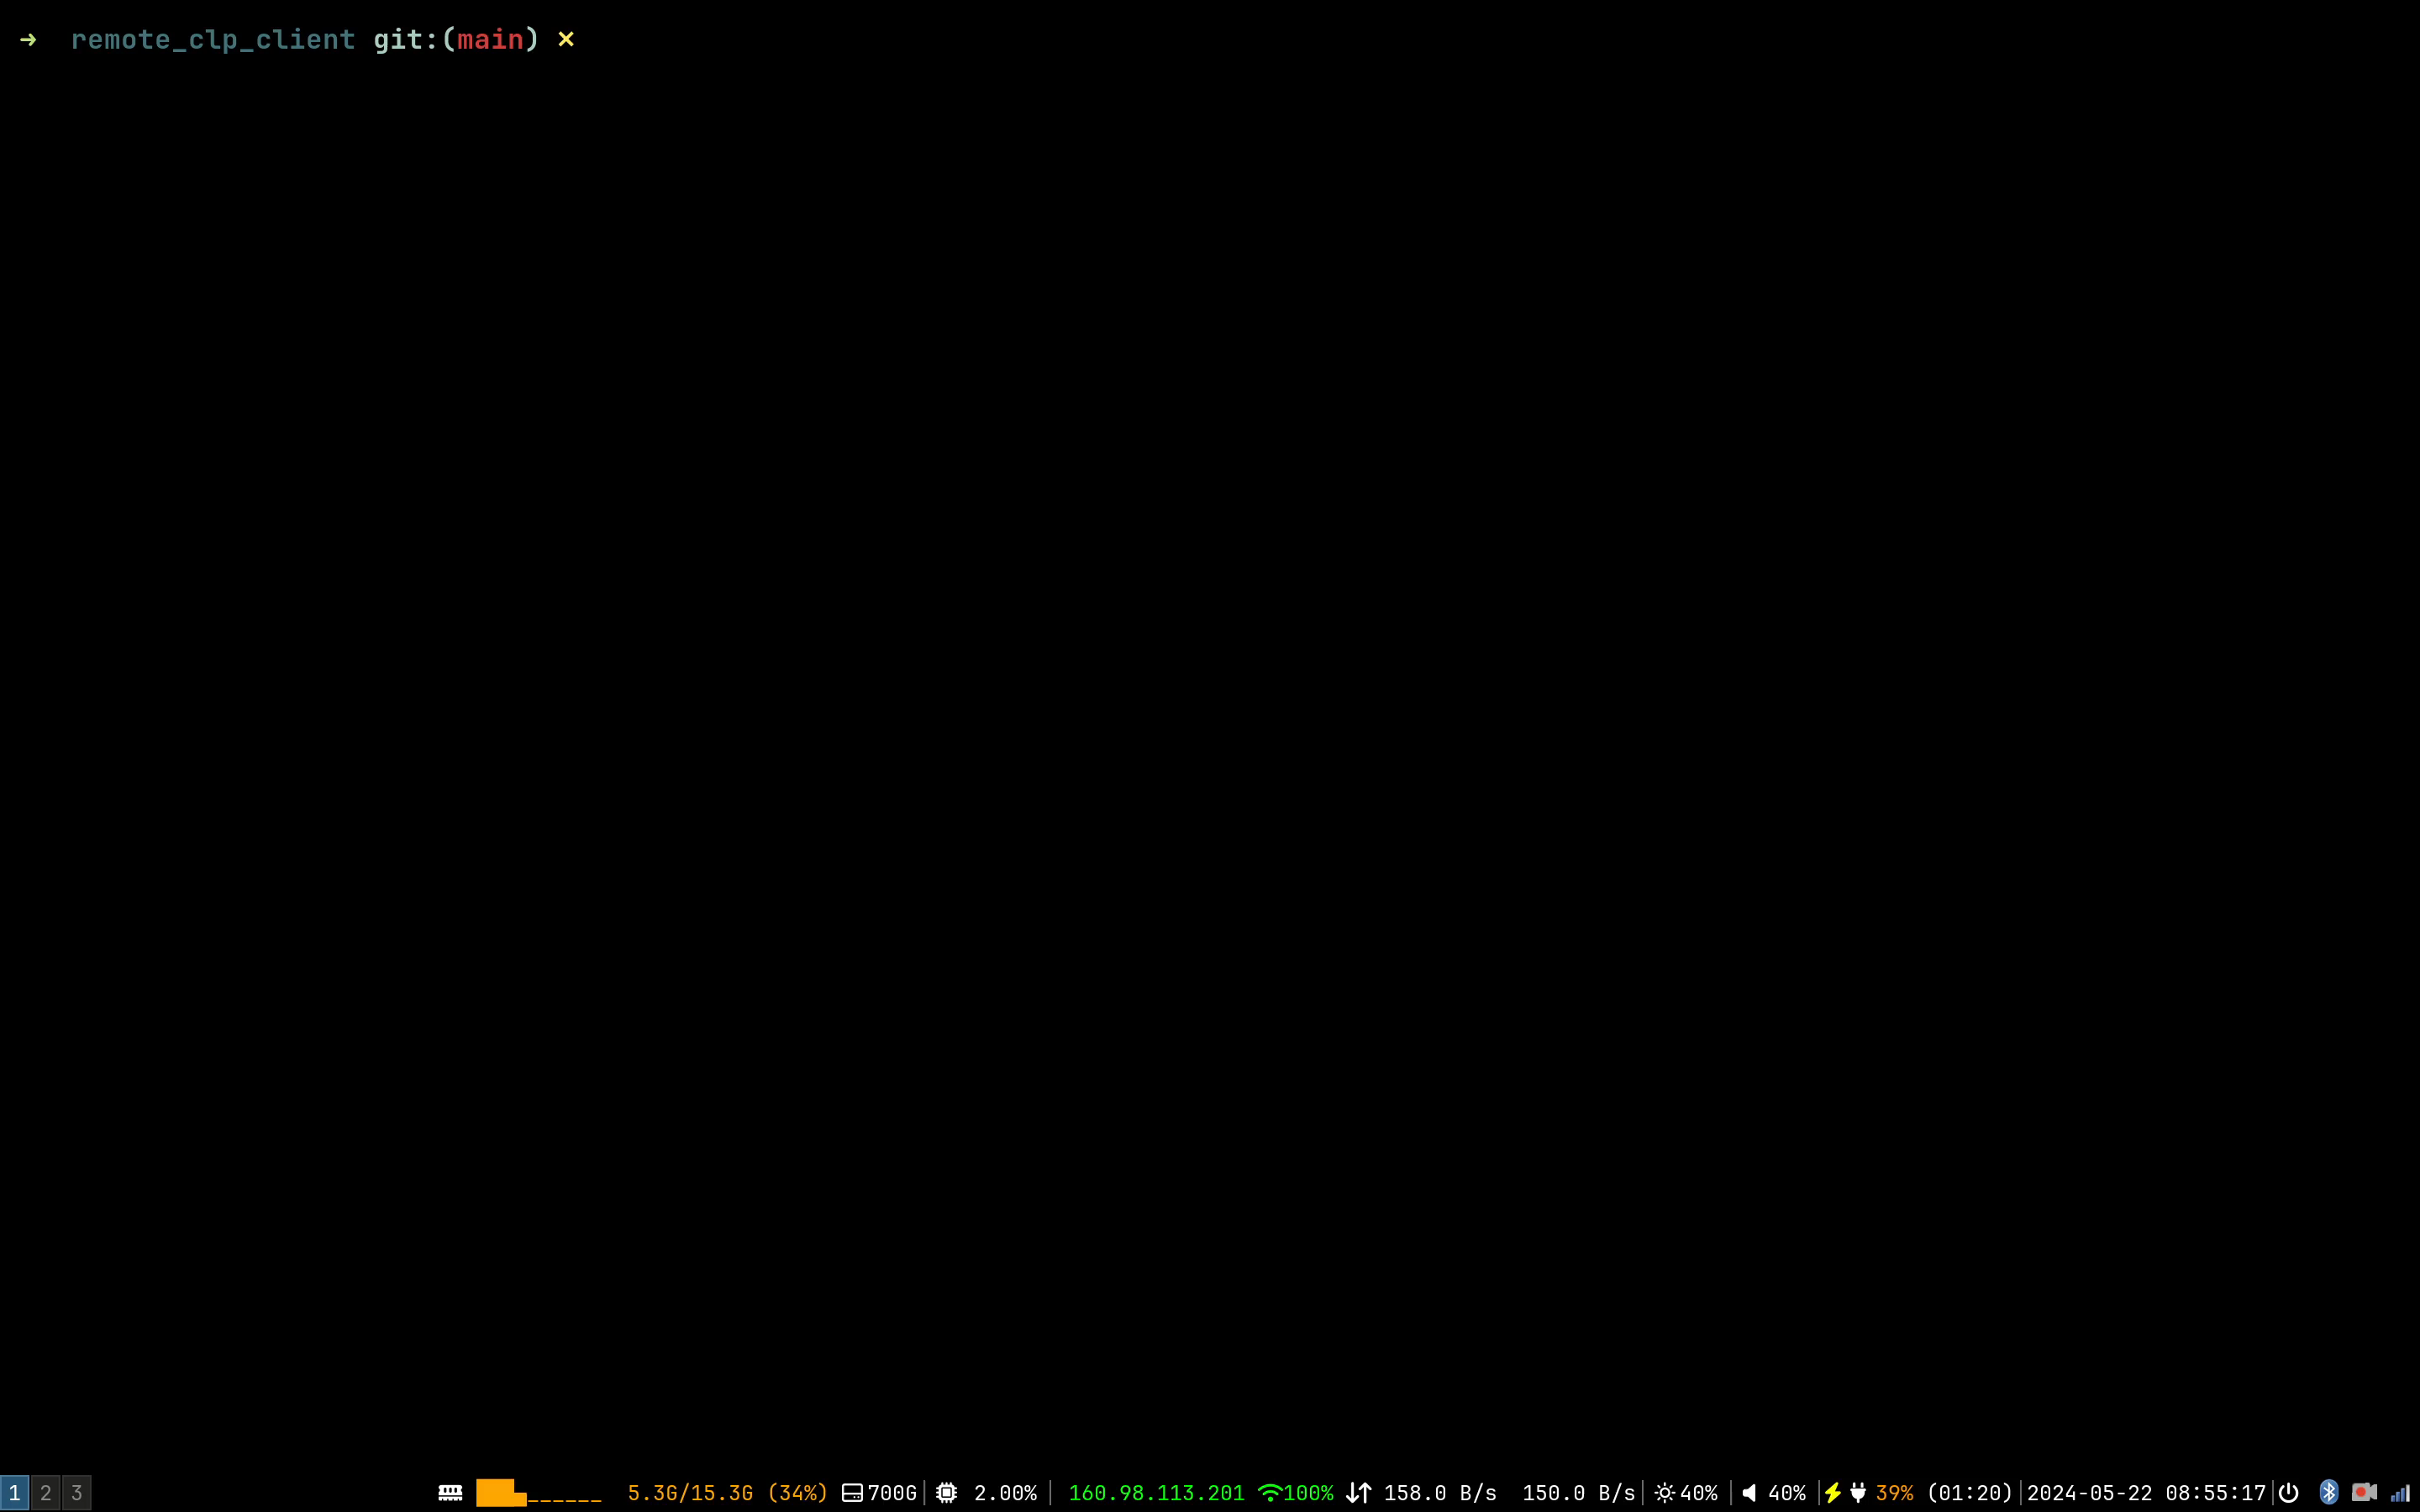 ➜  remote_clp_client git:(main) ✗
1 2 3 ______ 5.3G/15.3G (34%) 700G| 2.00% | 160.98.113.201 100% 158.0 B/s 150.0 B/s| 40% | 40% | 39% (01:20)|2024-05-22 08:55:17|